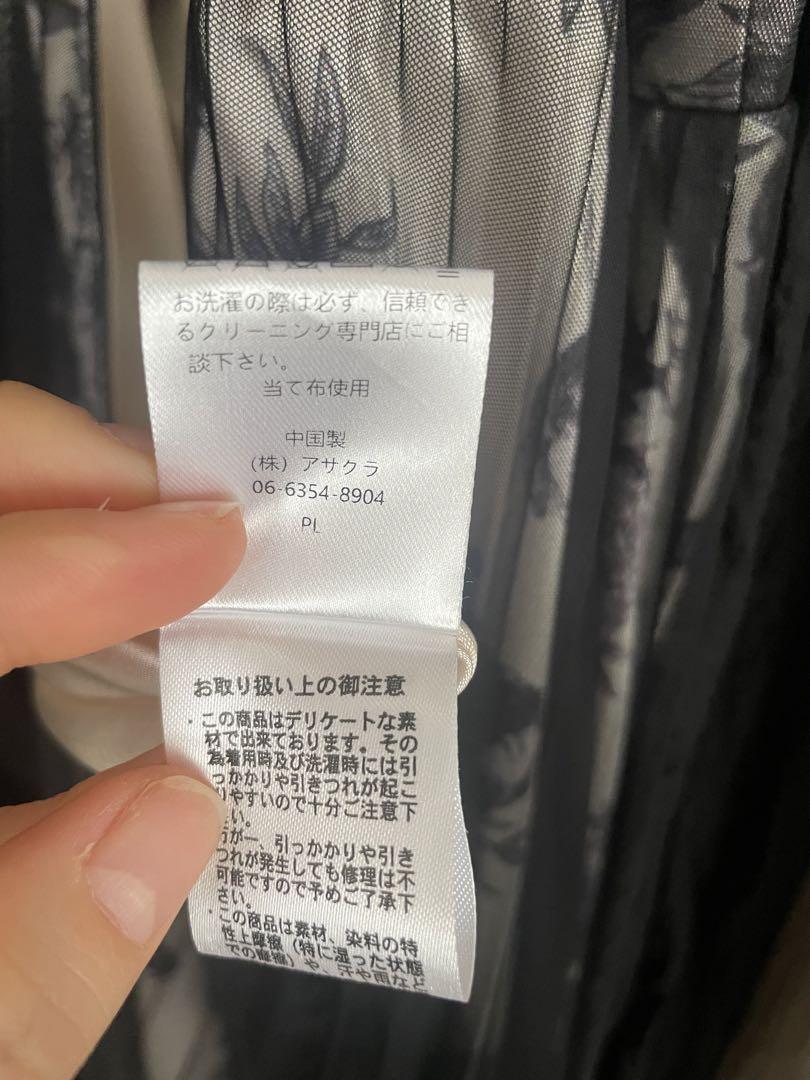 お洗濯の際は必ず、信頼でき
るクリーニング専門店にご相
談下さい。
当て布使用
中国製
(株) アサクラ
06-6354-8904
PL
お取り扱い上の御注意
・この商品はデリケートな素
材で出来ております。その
為着用時及び洗濯時には引
っかかりや引きつれが起こ
りやすいので十分ご注意下
い。
が一、引っかかりや引き
つれが発生しても修理は不
可能ですので予めご了承下
さい。
・この商品は素材、染料の特
性上摩擦（特に湿った状態
での摩擦）や、汗や雨など